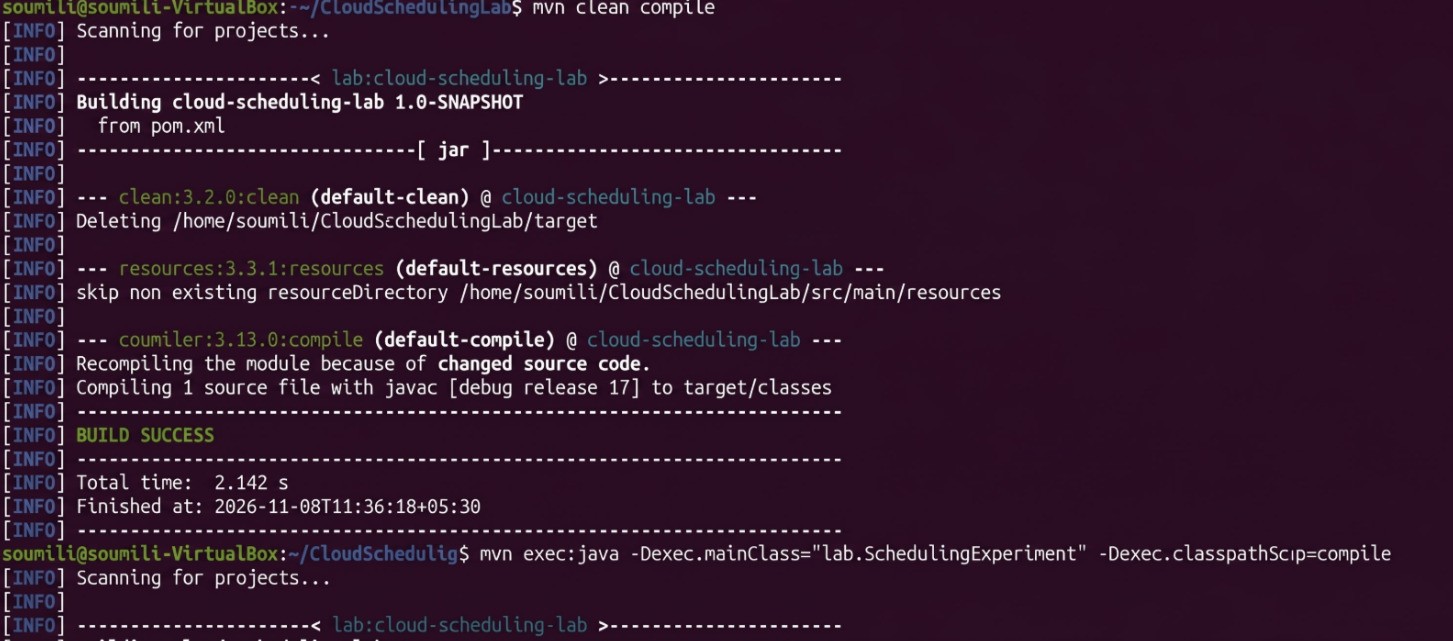 soumili@soumili-VirtualBox:-~/CloudSchedulingLab$ mvn clean compile
[INFO] Scanning for projects...
[INFO]
[INFO] ----------------------< lab:cloud-scheduling-lab >----------------------
[INFO] Building cloud-scheduling-lab 1.0-SNAPSHOT
[INFO]   from pom.xml
[INFO] --------------------------------[ jar ]---------------------------------
[INFO]
[INFO] --- clean:3.2.0:clean (default-clean) @ cloud-scheduling-lab ---
[INFO] Deleting /home/soumili/CloudSchedulingLab/target
[INFO]
[INFO] --- resources:3.3.1:resources (default-resources) @ cloud-scheduling-lab ---
[INFO] skip non existing resourceDirectory /home/soumili/CloudSchedulingLab/src/main/resources
[INFO]
[INFO] --- coumiler:3.13.0:compile (default-compile) @ cloud-scheduling-lab ---
[INFO] Recompiling the module because of changed source code.
[INFO] Compiling 1 source file with javac [debug release 17] to target/classes
[INFO] ------------------------------------------------------------------------
[INFO] BUILD SUCCESS
[INFO] ------------------------------------------------------------------------
[INFO] Total time:  2.142 s
[INFO] Finished at: 2026-11-08T11:36:18+05:30
[INFO] ------------------------------------------------------------------------
soumili@soumili-VirtualBox:~/CloudSchedulig$ mvn exec:java -Dexec.mainClass="lab.SchedulingExperiment"
[INFO] Scanning for projects...
[INFO]
[INFO] ----------------------< lab:cloud-scheduling-lab >----------------------